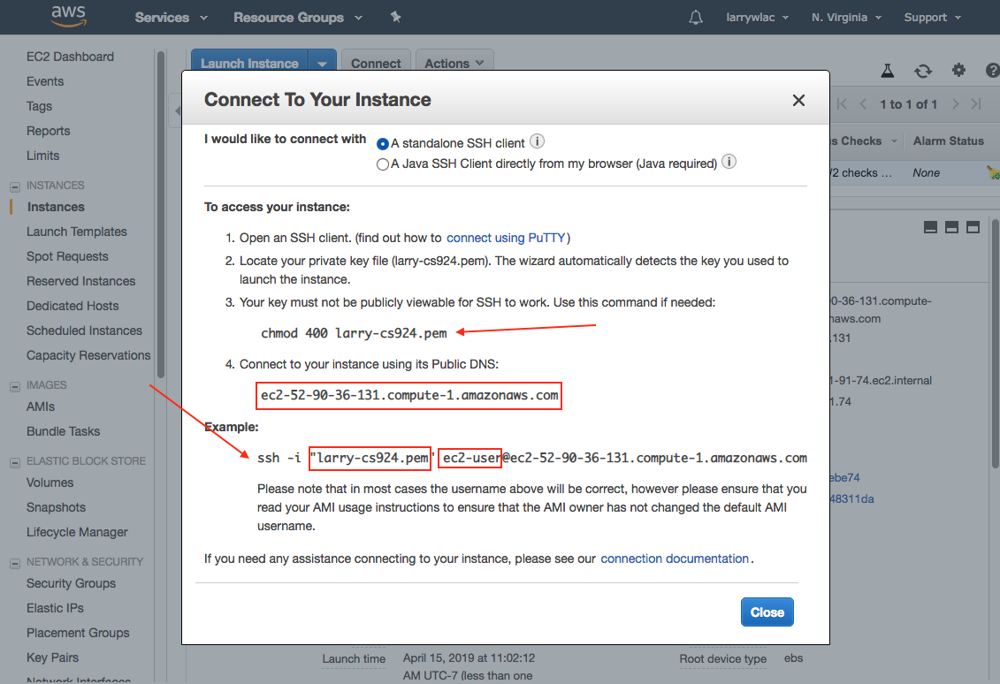 aws Services Resource Groups larrywlac N. Virginia Support
EC2 Dashboard
Events
Tags
Reports
Limits
INSTANCES
Instances
Launch Templates
Spot Requests
Reserved Instances
Dedicated Hosts
Scheduled Instances
Capacity Reservations
IMAGES
AMIs
Bundle Tasks
ELASTIC BLOCK STORE
Volumes
Snapshots
Lifecycle Manager
NETWORK & SECURITY
Security Groups
Elastic IPs
Placement Groups
Key Pairs
Network Interfaces
Launch Instance Connect Actions
1 to 1 of 1
s Checks Alarm Status
/2 checks ... None
Connect To Your Instance
I would like to connect with
A standalone SSH client
A Java SSH Client directly from my browser (Java required)
To access your instance:
1. Open an SSH client. (find out how to connect using PuTTY)
2. Locate your private key file (larry-cs924.pem). The wizard automatically detects the key you used to
launch the instance.
3. Your key must not be publicly viewable for SSH to work. Use this command if needed:
chmod 400 larry-cs924.pem
4. Connect to your instance using its Public DNS:
ec2-52-90-36-131.compute-1.amazonaws.com
Example:
ssh -i "larry-cs924.pem" ec2-user@ec2-52-90-36-131.compute-1.amazonaws.com
Please note that in most cases the username above will be correct, however please ensure that you
read your AMI usage instructions to ensure that the AMI owner has not changed the default AMI
username.
If you need any assistance connecting to your instance, please see our connection documentation.
Close
0-36-131.compute-
naws.com
.131
1-91-74.ec2.internal
1.74
ebe74
48311da
Launch time April 15, 2019 at 11:02:12
AM UTC-7 (less than one
Root device type ebs